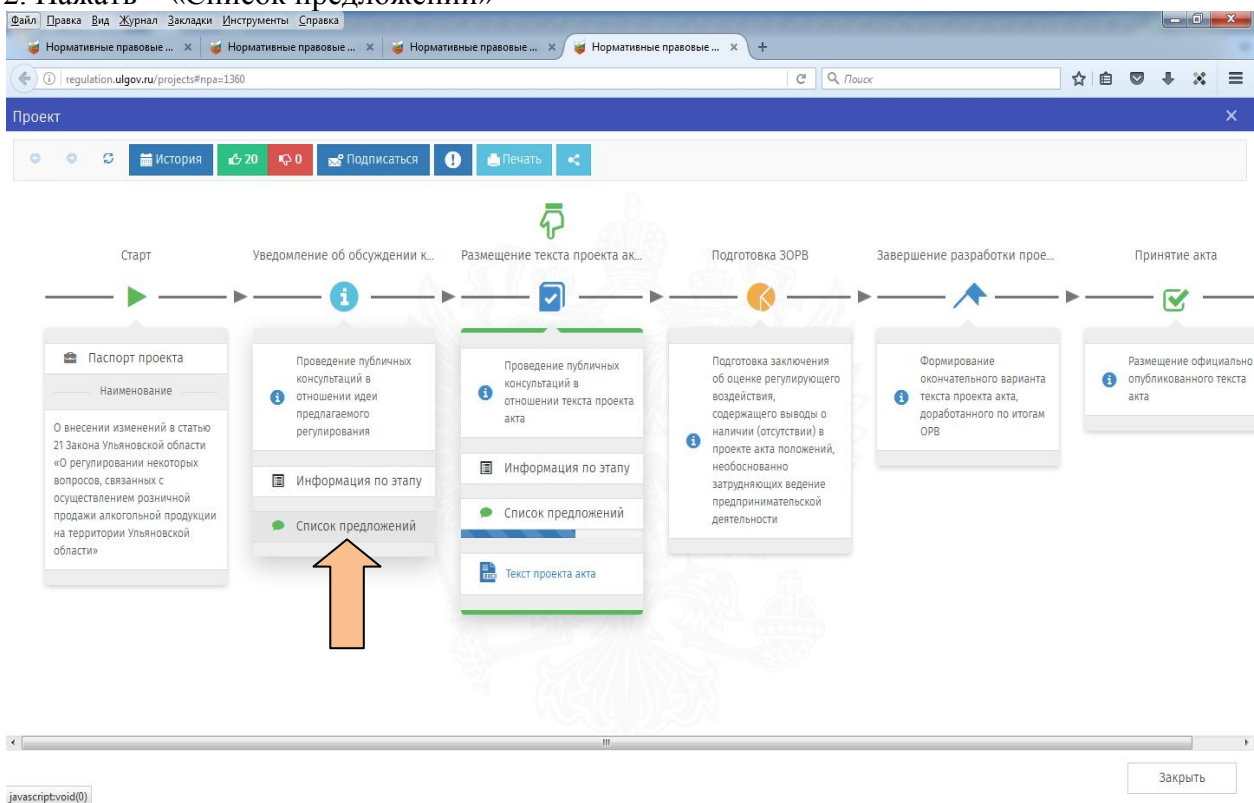 2. Нажать – «Список предложений»
Файл Правка Вид Журнал Закладки Инструменты Справка
Нормативные правовые ... × Нормативные правовые ... × Нормативные правовые ... × Нормативные правовые ... × +
regulation.ulgov.ru/projects#npa=1360
Поиск
Проект
История
20
0
Подписаться
Печать
Старт
Уведомление об обсуждении к...
Размещение текста проекта ак...
Подготовка ЗОРВ
Завершение разработки прое...
Принятие акта
Паспорт проекта
Наименование
О внесении изменений в статью
21 Закона Ульяновской области
«О регулировании некоторых
вопросов, связанных с
осуществлением розничной
продажи алкогольной продукции
на территории Ульяновской
области»
Проведение публичных
консультаций в
отношении идеи
предлагаемого
регулирования
Информация по этапу
Список предложений
Проведение публичных
консультаций в
отношении текста проекта
акта
Информация по этапу
Список предложений
Текст проекта акта
Подготовка заключения
об оценке регулирующего
воздействия,
содержащего выводы о
наличии (отсутствии) в
проекте акта положений,
необоснованно
затрудняющих ведение
предпринимательской
деятельности
Формирование
окончательного варианта
текста проекта акта,
доработанного по итогам
ОРВ
Размещение официально
опубликованного текста
акта
Закрыть
javascript:void(0)